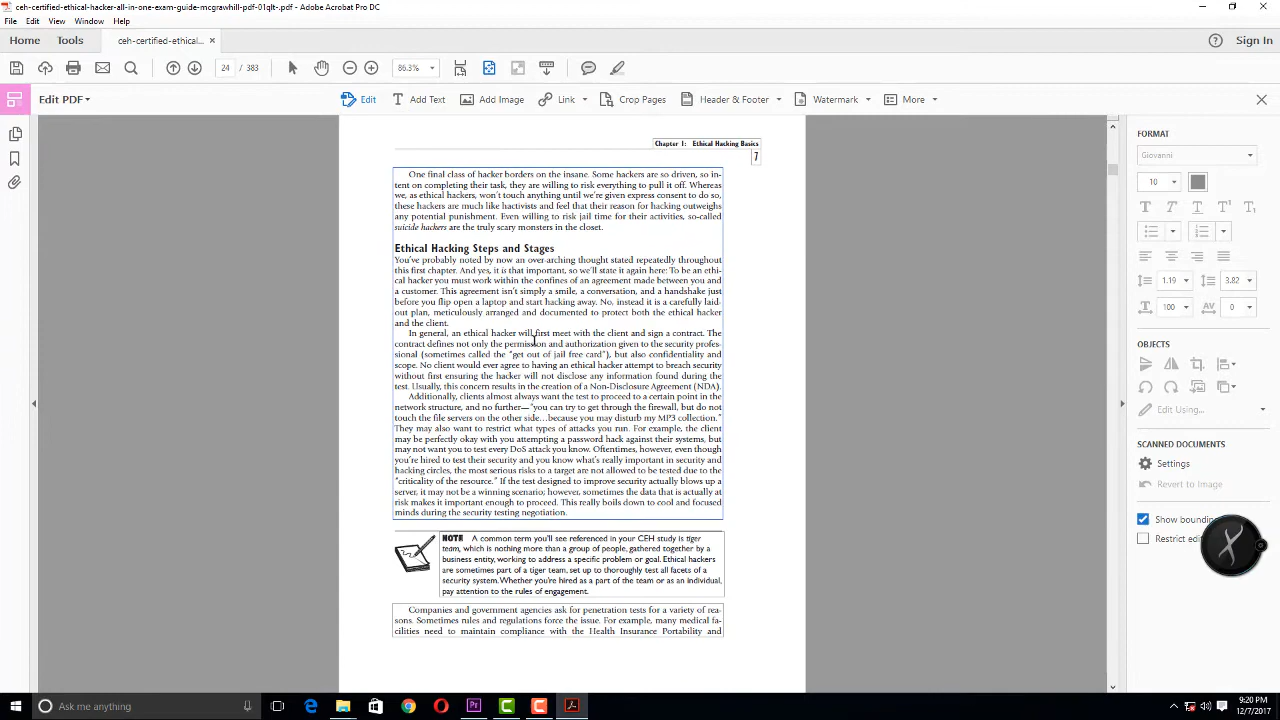 ceh-certified-ethical-hacker-all-in-one-exam-guide-mcgrawhill-pdf-01qltr-.pdf - Adobe Acrobat Pro DC
File Edit View Window Help
Home Tools ceh-certified-ethical... × Sign In
24 / 383 86.3%
Edit PDF Edit Add Text Add Image Link Crop Pages Header & Footer Watermark More
Chapter 1: Ethical Hacking Basics
7
One final class of hacker borders on the insane. Some hackers are so driven, so in-
tent on completing their task, they are willing to risk everything to pull it off. Whereas
we, as ethical hackers, won't touch anything until we're given express consent to do so,
these hackers are much like hactivists and feel that their reason for hacking outweighs
any potential punishment. Even willing to risk jail time for their activities, so-called
suicide hackers are the truly scary monsters in the closet.
Ethical Hacking Steps and Stages
You've probably noted by now an over-arching thought stated repeatedly throughout
this first chapter. And yes, it is that important, so we'll state it again here: To be an ethi-
cal hacker you must work within the confines of an agreement made between you and
a customer. This agreement isn't simply a smile, a conversation, and a handshake just
before you flip open a laptop and start hacking away. No, instead it is a carefully laid-
out plan, meticulously arranged and documented to protect both the ethical hacker
and the client.
In general, an ethical hacker will first meet with the client and sign a contract. The
contract defines not only the permission and authorization given to the security profes-
sional (sometimes called the "get out of jail free card"), but also confidentiality and
scope. No client would ever agree to having an ethical hacker attempt to breach security
without first ensuring the hacker will not disclose any information found during the
test. Usually, this concern results in the creation of a Non-Disclosure Agreement (NDA).
Additionally, clients almost always want the test to proceed to a certain point in the
network structure, and no further—"you can try to get through the firewall, but do not
touch the file servers on the other side…because you may disturb my MP3 collection."
They may also want to restrict what types of attacks you run. For example, the client
may be perfectly okay with you attempting a password hack against their systems, but
may not want you to test every DoS attack you know. Oftentimes, however, even though
you're hired to test their security and you know what's really important in security and
hacking circles, the most serious risks to a target are not allowed to be tested due to the
"criticality of the resource." If the test designed to improve security actually blows up a
server, it may not be a winning scenario; however, sometimes the data that is actually at
risk makes it important enough to proceed. This really boils down to cool and focused
minds during the security testing negotiation.
NOTE A common term you'll see referenced in your CEH study is tiger
team, which is nothing more than a group of people, gathered together by a
business entity, working to address a specific problem or goal. Ethical hackers
are sometimes part of a tiger team, set up to thoroughly test all facets of a
security system. Whether you're hired as a part of the team or as an individual,
pay attention to the rules of engagement.
Companies and government agencies ask for penetration tests for a variety of rea-
sons. Sometimes rules and regulations force the issue. For example, many medical fa-
cilities need to maintain compliance with the Health Insurance Portability and
FORMAT
Giovanni
10
T T T T¹ T₁
1.19 3.82
100 AV 0
OBJECTS
Edit Using...
SCANNED DOCUMENTS
Settings
Revert to Image
Show bounding
Restrict edi
Ask me anything
Pr
9:20 PM
12/7/2017